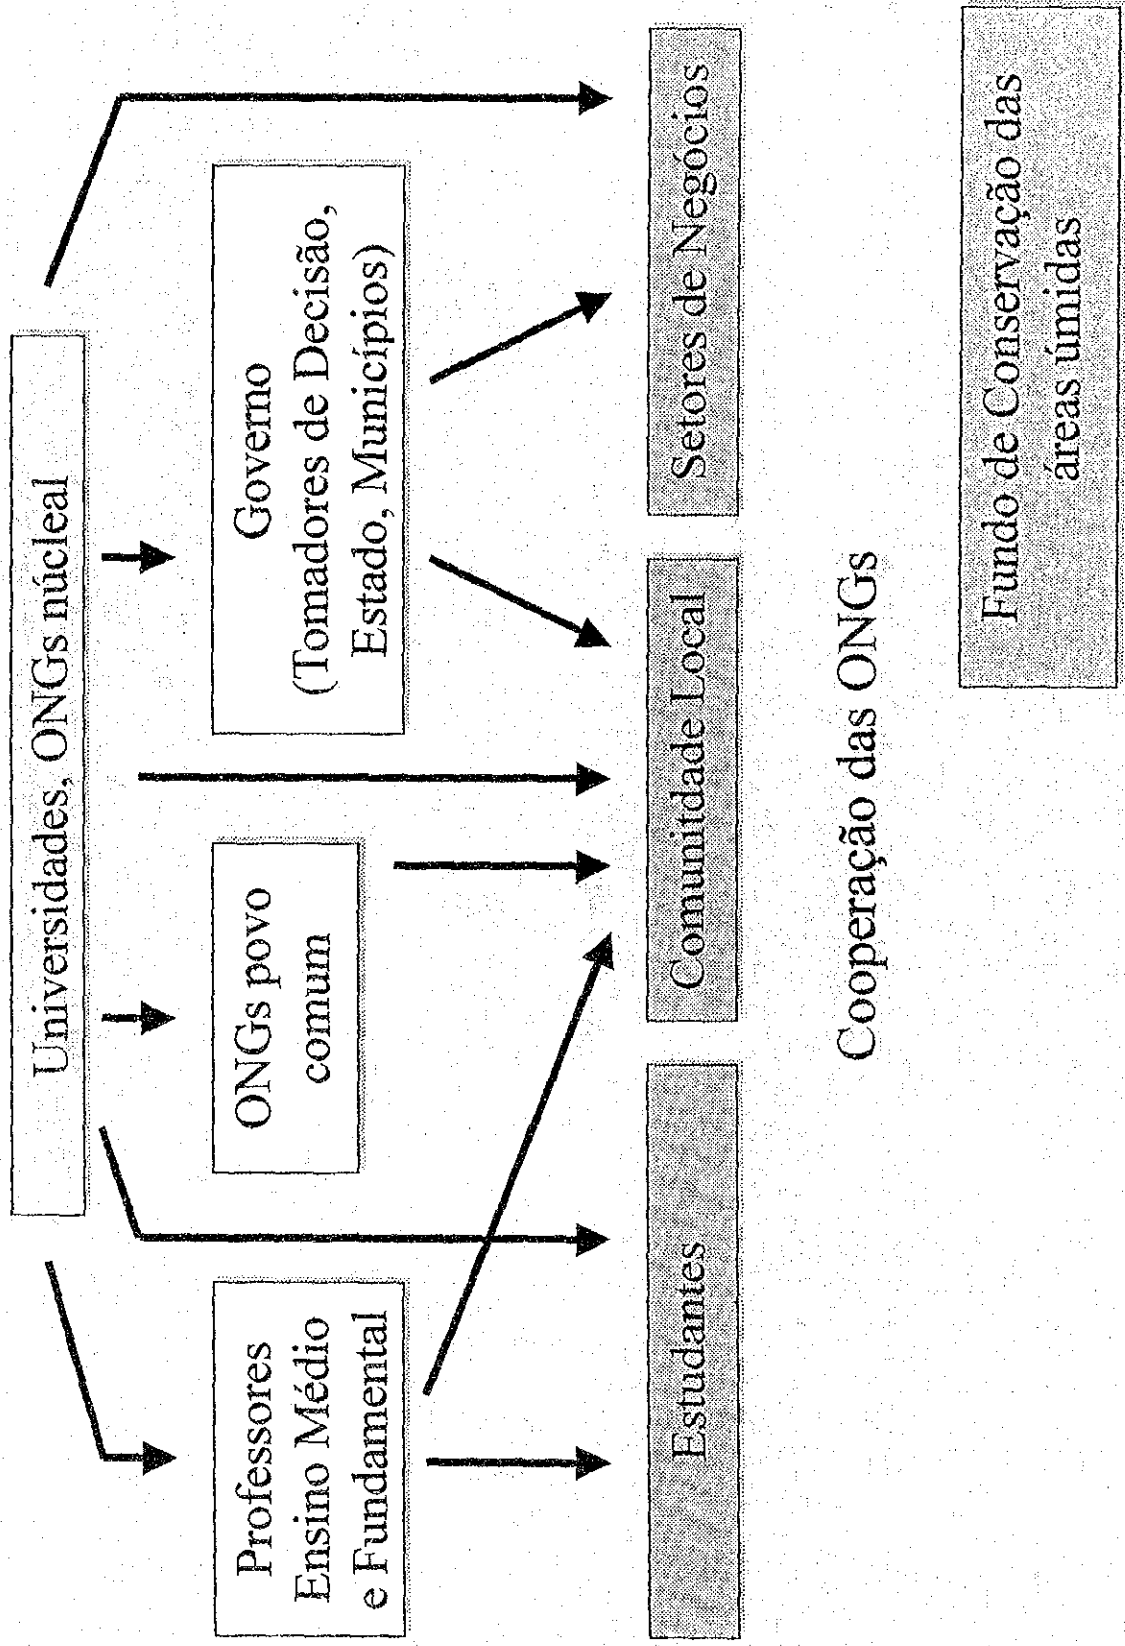 Universidades, ONGs núcleal
Professores
Ensino Médio
e Fundamental
ONGs povo
comum
Governo
(Tomadores de Decisão,
Estado, Municípios)
Estudantes
Comunitdade Local
Setores de Negócios
Cooperação das ONGs
Fundo de Conservação das
áreas úmidas